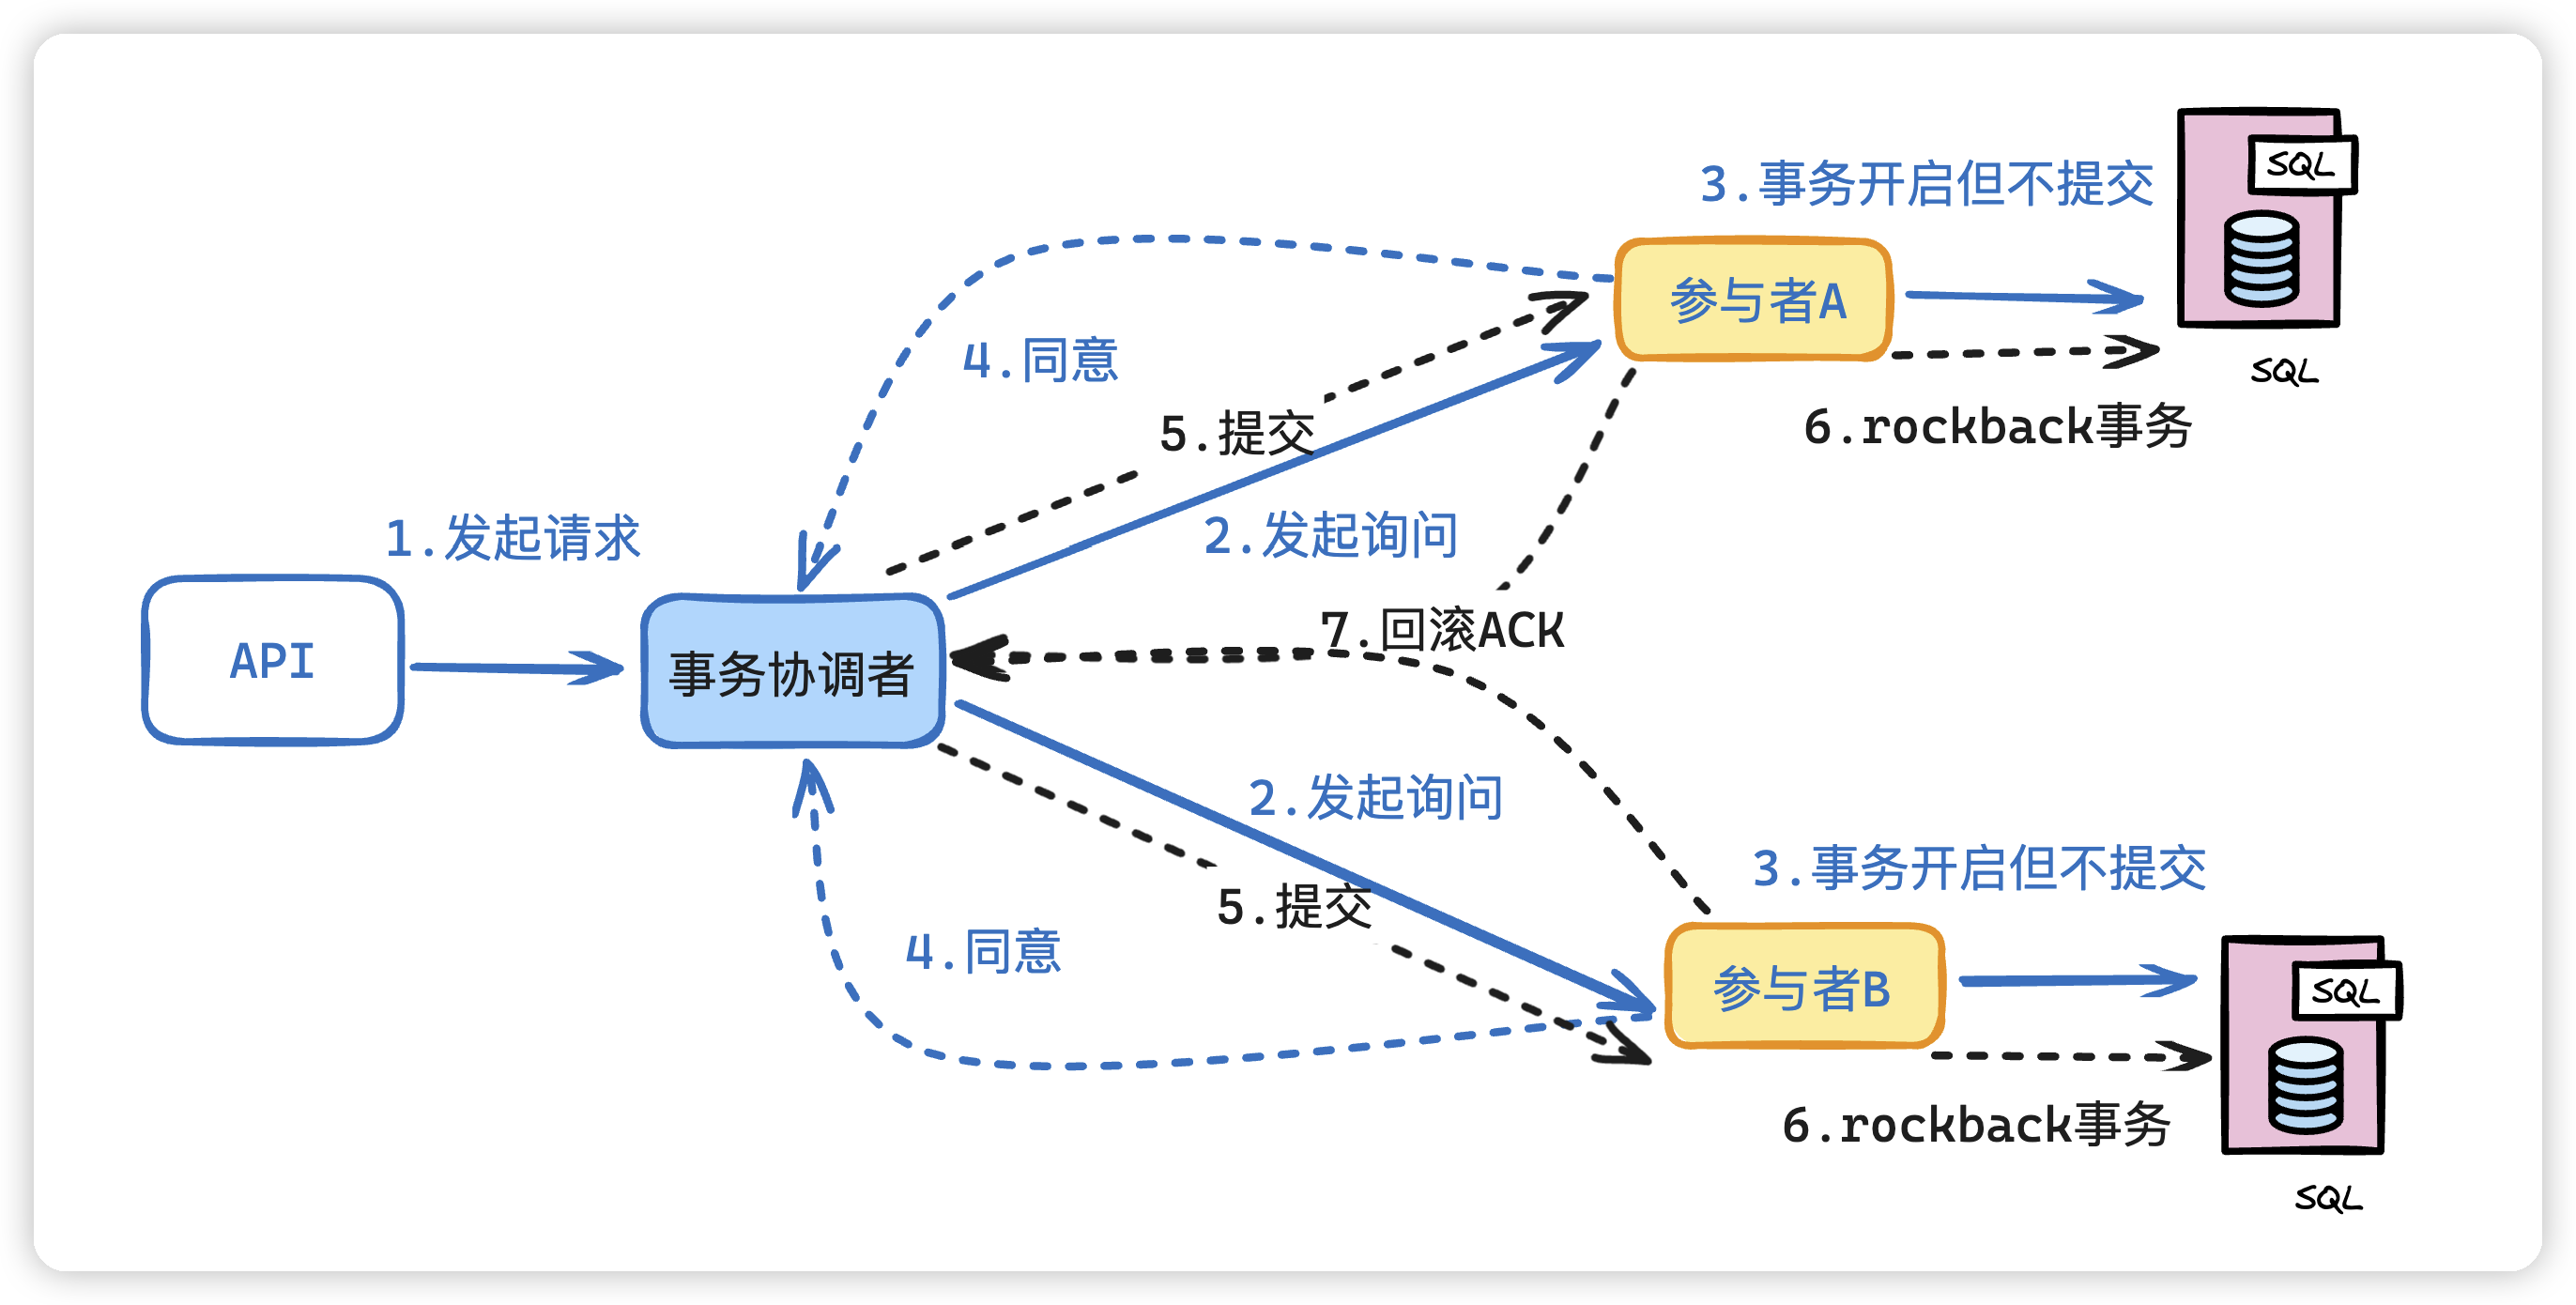 SQL
3.事务开启但不提交
参与者A
4.同意
SQL
5.提交
6.rockback事务
1.发起请求
2.发起询问
7.回滚ACK
API
事务协调者
2.发起询问
3.事务开启但不提交
5.提交
4.同意
参与者B
SQL
6.rockback事务
SQL